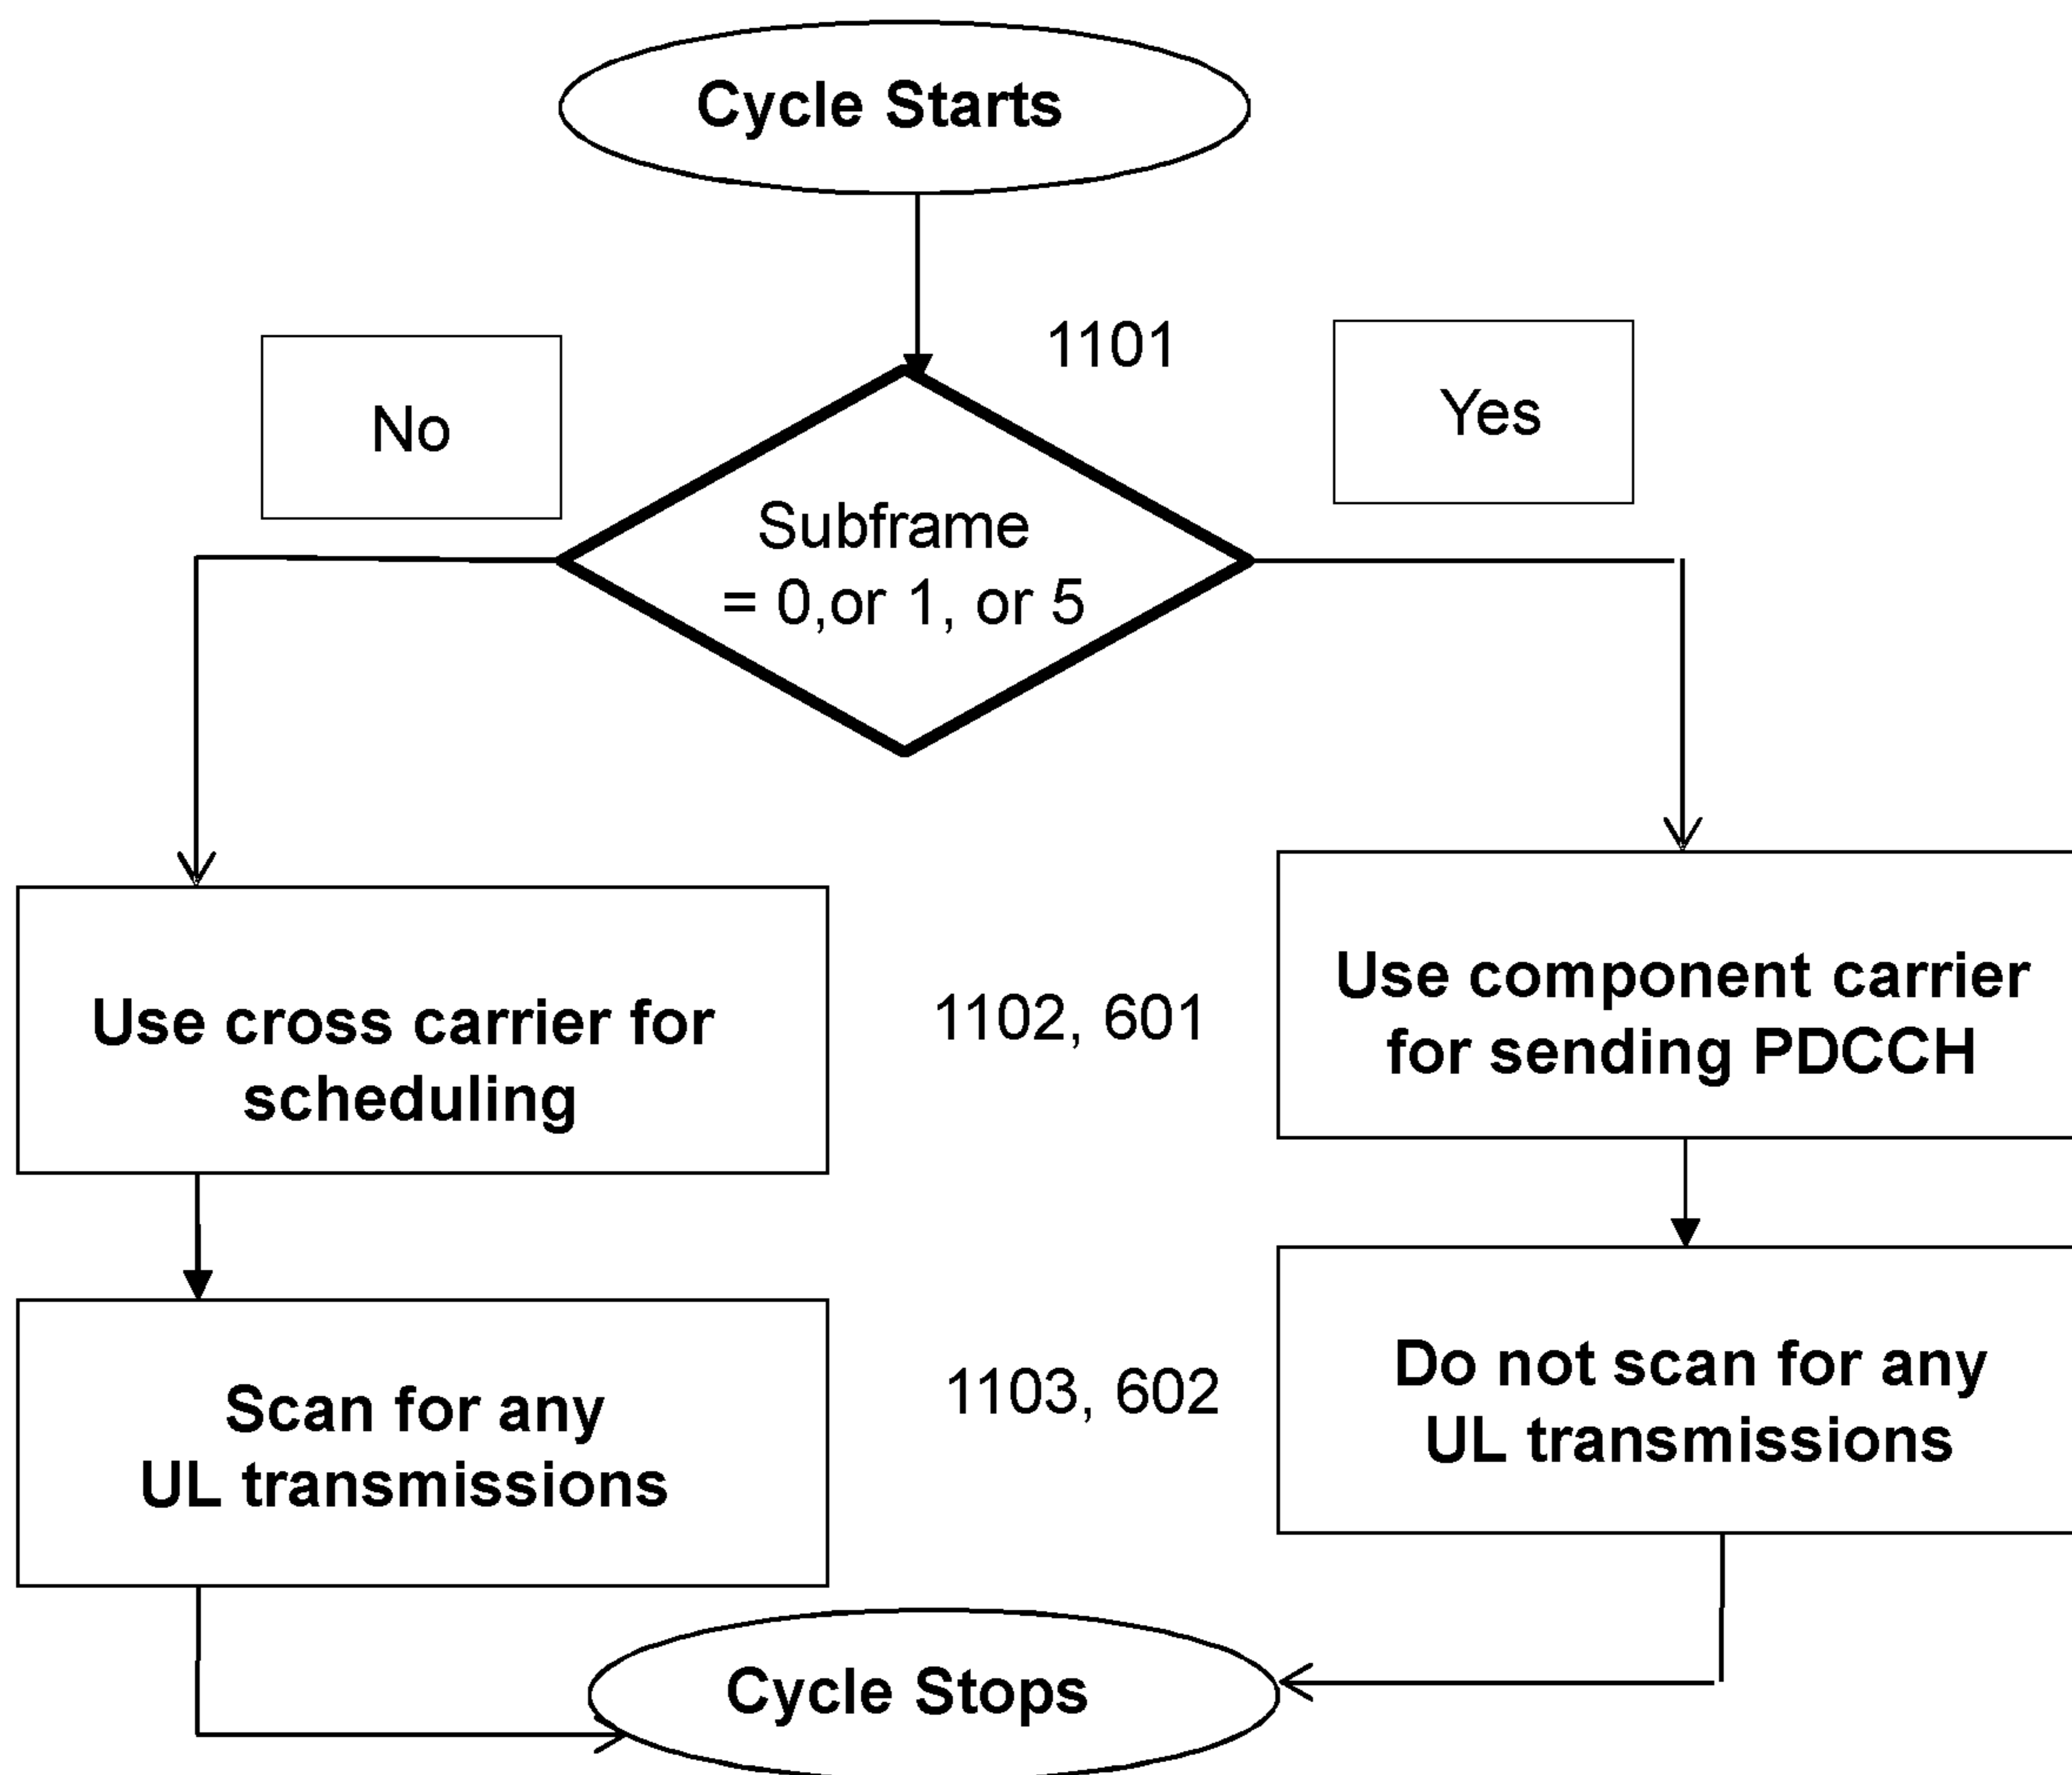 Cycle Starts
1101
No
Yes
Subframe
= 0,or 1, or 5
Use cross carrier for
scheduling
1102, 601
Use component carrier
for sending PDCCH
Scan for any
UL transmissions
1103, 602
Do not scan for any
UL transmissions
Cycle Stops